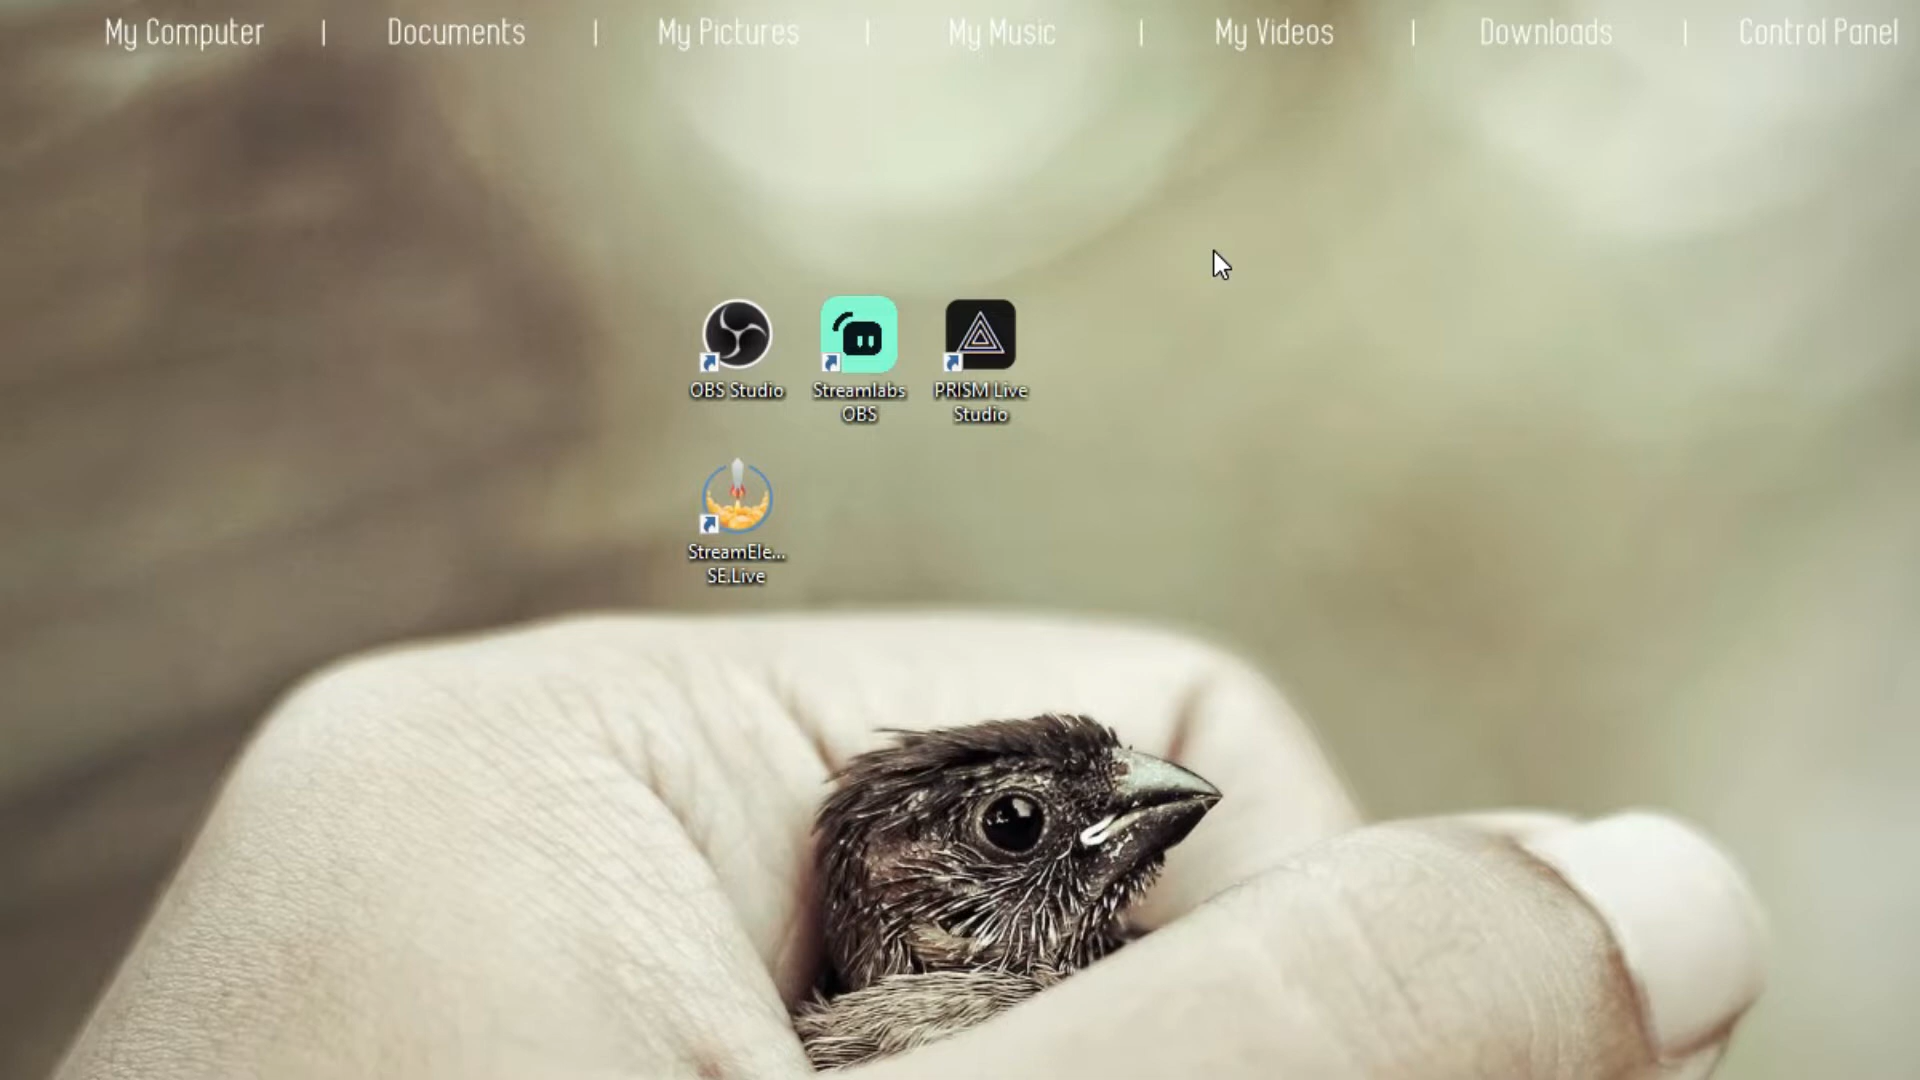 My Computer | Documents | My Pictures | My Music | My Videos | Downloads | Control Panel
OBS Studio
Streamlabs
OBS
PRISM Live
Studio
StreamEle...
SE.Live